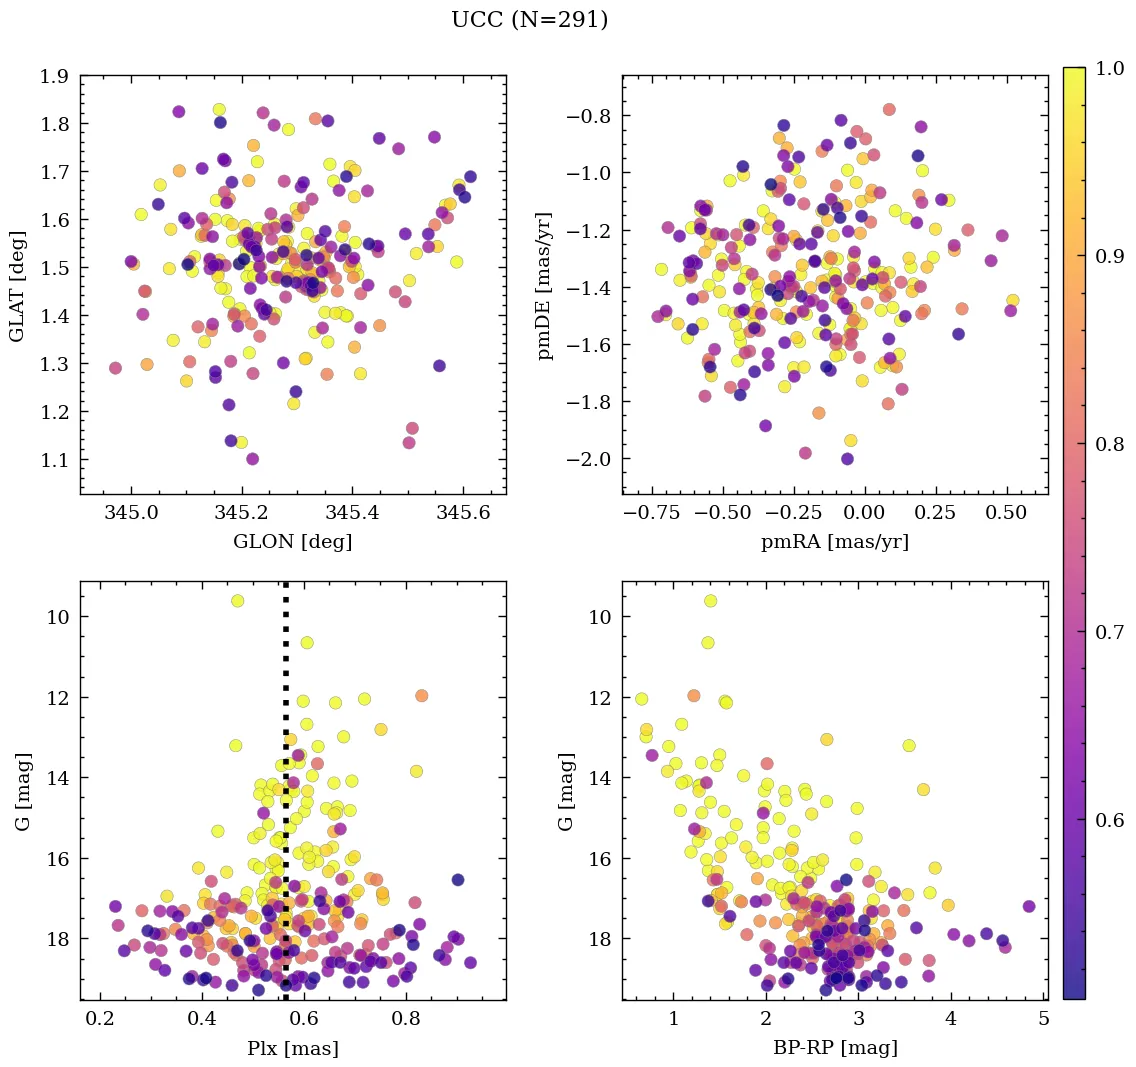 UCC (N=291)
1.9
1.8
1.7
1.6
1.5
1.4
1.3
1.2
1.1
GLAT [deg]
345.0 345.2 345.4 345.6
GLON [deg]
−0.8
−1.0
−1.2
−1.4
−1.6
−1.8
−2.0
pmDE [mas/yr]
−0.75 −0.50 −0.25 0.00 0.25 0.50
pmRA [mas/yr]
1.0
0.9
0.8
0.7
0.6
10
12
14
16
18
G [mag]
0.2 0.4 0.6 0.8
Plx [mas]
10
12
14
16
18
G [mag]
1 2 3 4 5
BP-RP [mag]